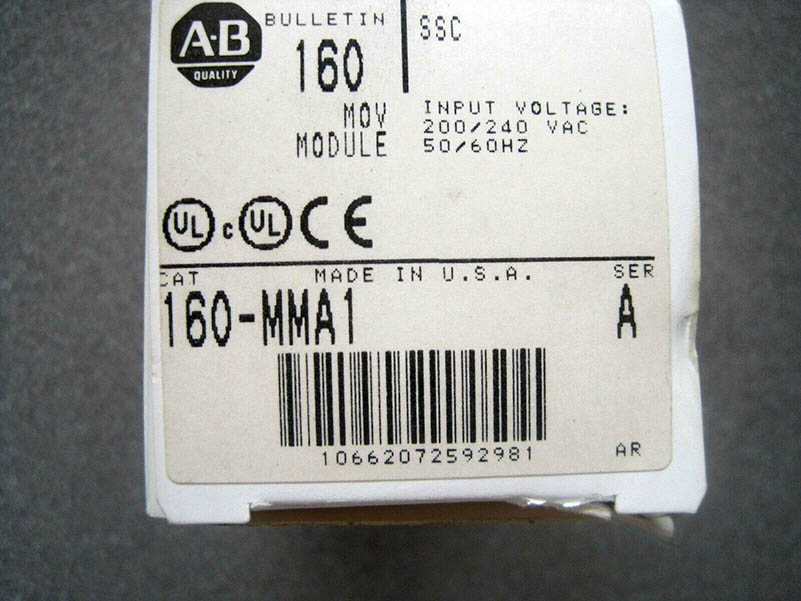 A-B
QUALITY
BULLETIN
160
MOV
MODULE
SSC
INPUT VOLTAGE:
200/240 VAC
50/60HZ
UL c UL CE
CAT MADE IN U.S.A. SER
160-MMA1 A
10662072592981
AR